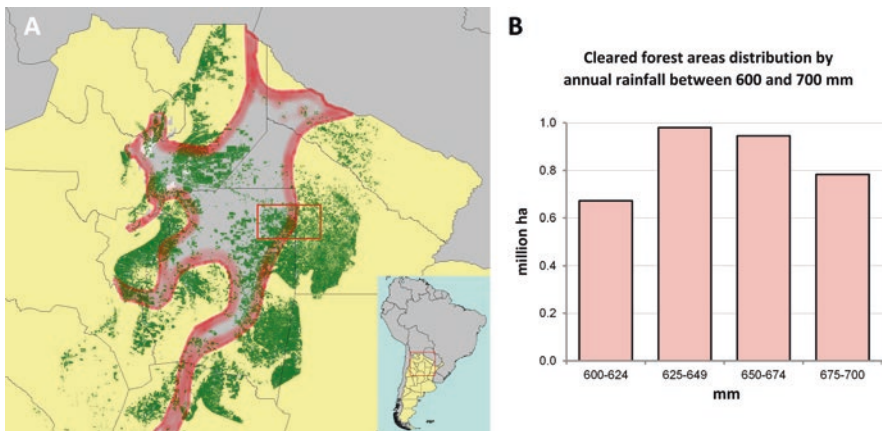 A
B
Cleared forest areas distribution by
annual rainfall between 600 and 700 mm
million ha
1.0
0.8
0.6
0.4
0.2
0.0
600-624
625-649
650-674
675-700
mm